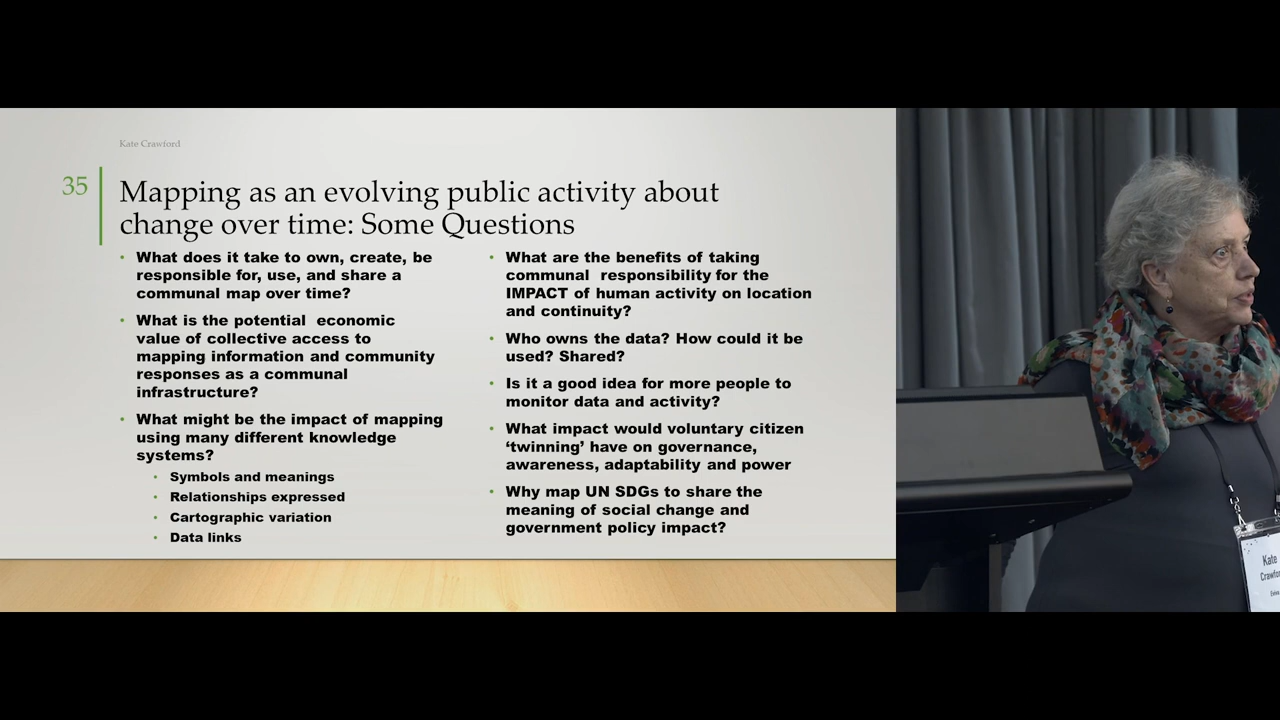 Kate Crawford
35
Mapping as an evolving public activity about
change over time: Some Questions
• What does it take to own, create, be
responsible for, use, and share a
communal map over time?
• What is the potential economic
value of collective access to
mapping information and community
responses as a communal
infrastructure?
• What might be the impact of mapping
using many different knowledge
systems?
• Symbols and meanings
• Relationships expressed
• Cartographic variation
• Data links
• What are the benefits of taking
communal responsibility for the
IMPACT of human activity on location
and continuity?
• Who owns the data? How could it be
used? Shared?
• Is it a good idea for more people to
monitor data and activity?
• What impact would voluntary citizen
‘twinning’ have on governance,
awareness, adaptability and power
• Why map UN SDGs to share the
meaning of social change and
government policy impact?
Kate